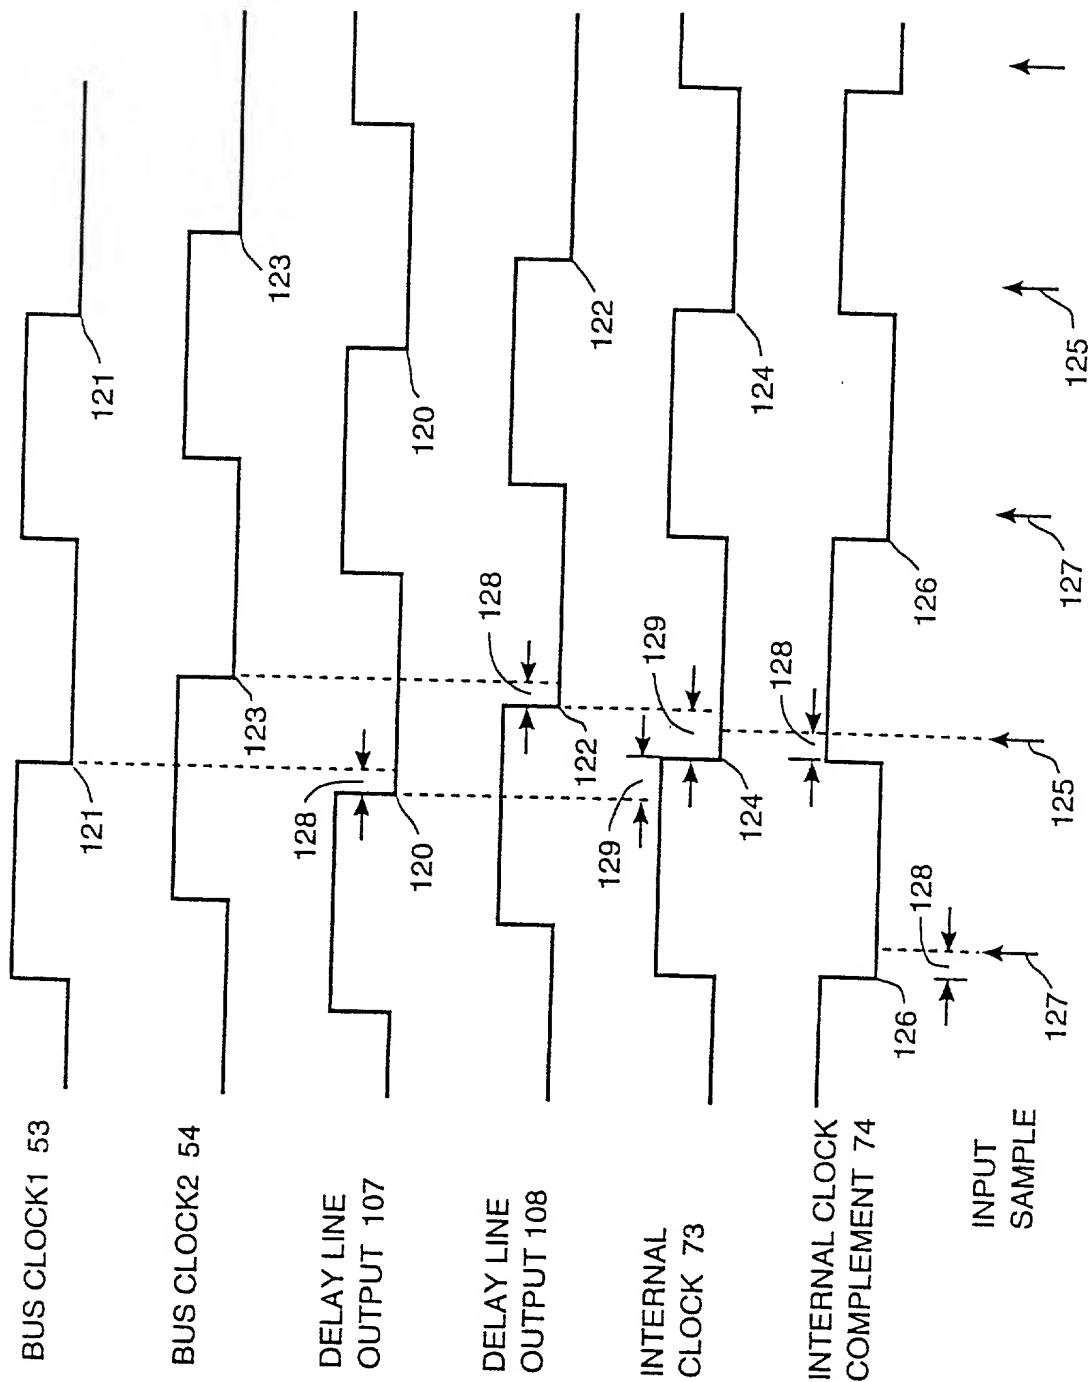 BUS CLOCK1 53
121
121
BUS CLOCK2 54
123
123
DELAY LINE
OUTPUT 107
128
120
120
DELAY LINE
OUTPUT 108
122
128
122
INTERNAL
CLOCK 73
129
124
129
124
INTERNAL CLOCK
COMPLEMENT 74
126
128
128
126
INPUT
SAMPLE
127
125
127
125